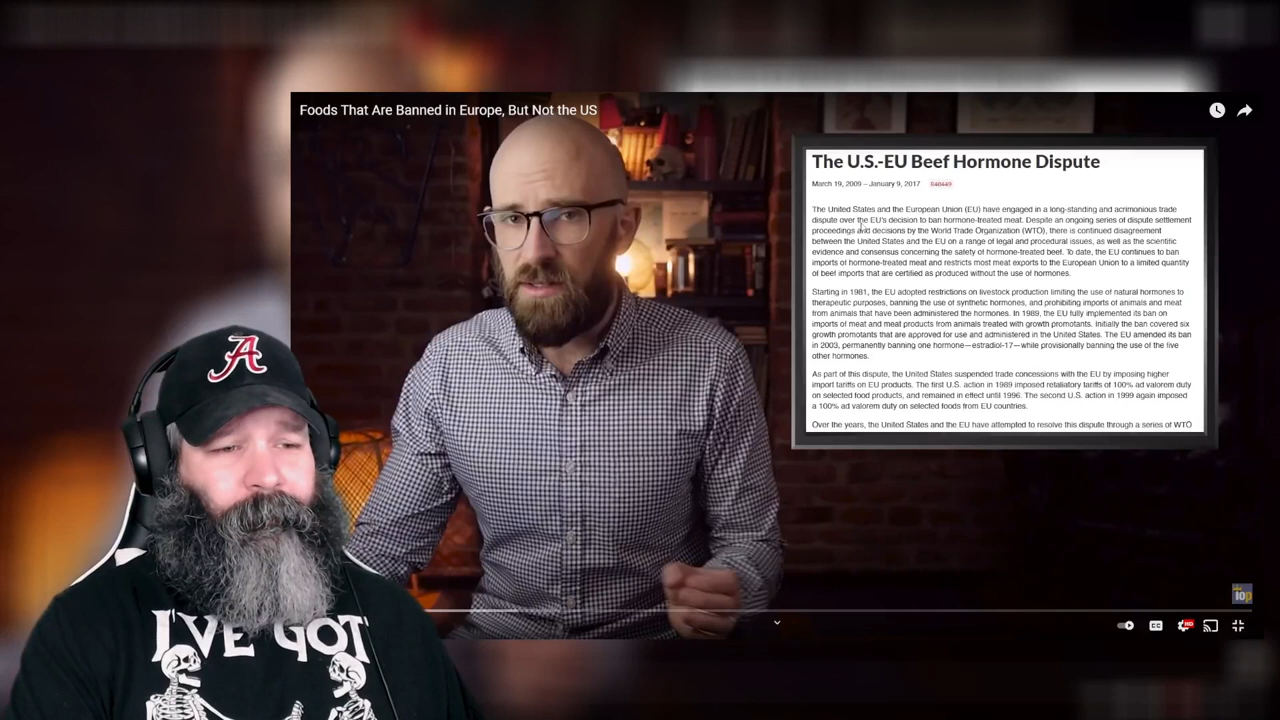 Foods That Are Banned in Europe, But Not the US
The U.S.-EU Beef Hormone Dispute
March 19, 2009 – January 9, 2017 R40449
The United States and the European Union (EU) have engaged in a long-standing and acrimonious trade
dispute over the EU's decision to ban hormone-treated meat. Despite an ongoing series of dispute settlement
proceedings and decisions by the World Trade Organization (WTO), there is continued disagreement
between the United States and the EU on a range of legal and procedural issues, as well as the scientific
evidence and consensus concerning the safety of hormone-treated beef. To date, the EU continues to ban
imports of hormone-treated meat and restricts most meat exports to the European Union to a limited quantity
of beef imports that are certified as produced without the use of hormones.
Starting in 1981, the EU adopted restrictions on livestock production limiting the use of natural hormones to
therapeutic purposes, banning the use of synthetic hormones, and prohibiting imports of animals and meat
from animals that have been administered the hormones. In 1989, the EU fully implemented its ban on
imports of meat and meat products from animals treated with growth promotants. Initially the ban covered six
growth promotants that are approved for use and administered in the United States. The EU amended its ban
in 2003, permanently banning one hormone—estradiol-17—while provisionally banning the use of the five
other hormones.
As part of this dispute, the United States suspended trade concessions with the EU by imposing higher
import tariffs on EU products. The first U.S. action in 1989 imposed retaliatory tariffs of 100% ad valorem duty
on selected food products, and remained in effect until 1996. The second U.S. action in 1999 again imposed
a 100% ad valorem duty on selected foods from EU countries.
Over the years, the United States and the EU have attempted to resolve this dispute through a series of WTO
A
I'VE GOT
10p
CC
HD